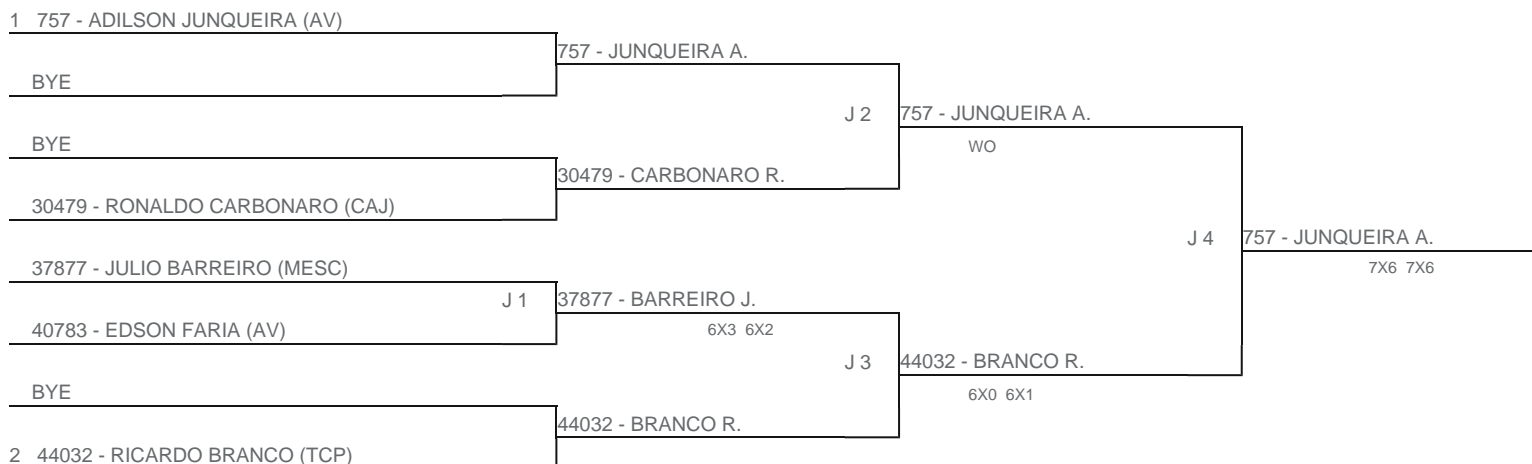 1 757 - ADILSON JUNQUEIRA (AV)
757 - JUNQUEIRA A.
BYE
J 2 757 - JUNQUEIRA A.
BYE
WO
30479 - CARBONARO R.
30479 - RONALDO CARBONARO (CAJ)
J 4 757 - JUNQUEIRA A.
37877 - JULIO BARREIRO (MESC)
7X6 7X6
J 1 37877 - BARREIRO J.
40783 - EDSON FARIA (AV)
6X3 6X2
J 3 44032 - BRANCO R.
BYE
6X0 6X1
44032 - BRANCO R.
2 44032 - RICARDO BRANCO (TCP)